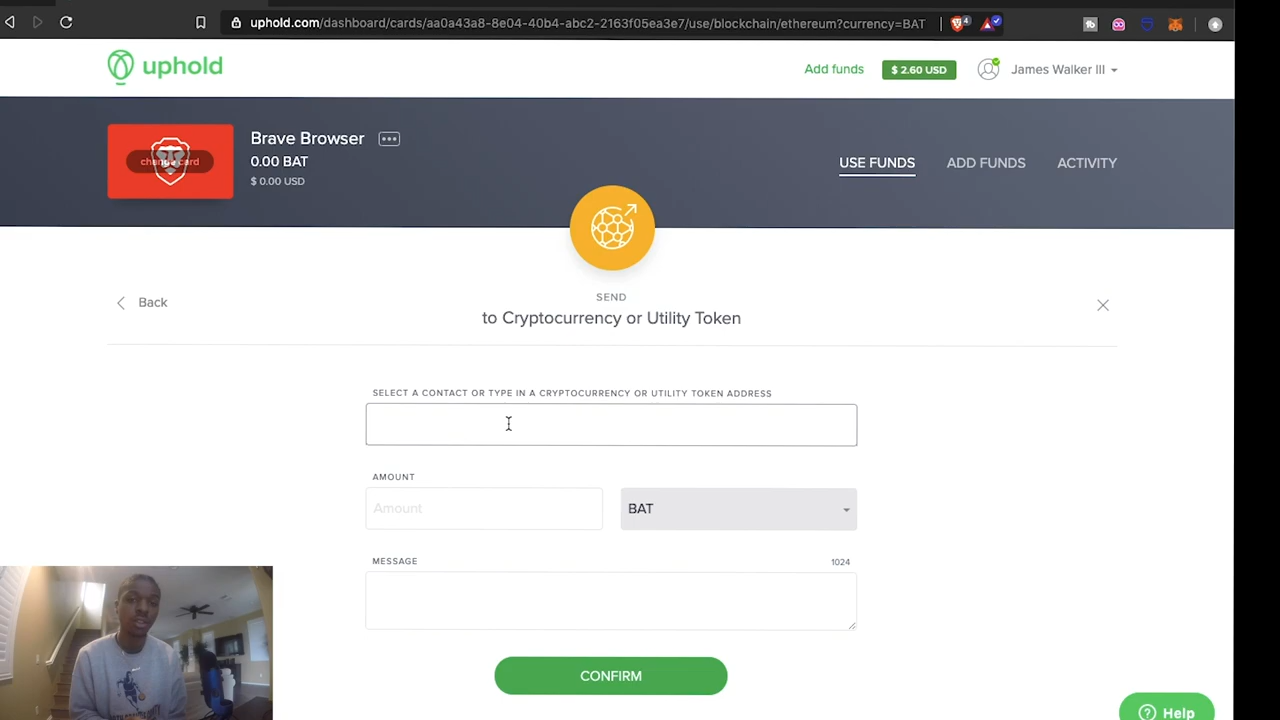 uphold.com/dashboard/cards/aa0a43a8-8e04-40b4-abc2-2163f05ea3e7/use/blockchain/ethereum?currency=BAT
4
uphold
Add funds
$ 2.60 USD
James Walker III
change card
Brave Browser
0.00 BAT
$ 0.00 USD
USE FUNDS
ADD FUNDS
ACTIVITY
Back
SEND
to Cryptocurrency or Utility Token
SELECT A CONTACT OR TYPE IN A CRYPTOCURRENCY OR UTILITY TOKEN ADDRESS
AMOUNT
Amount
BAT
MESSAGE
1024
CONFIRM
Help